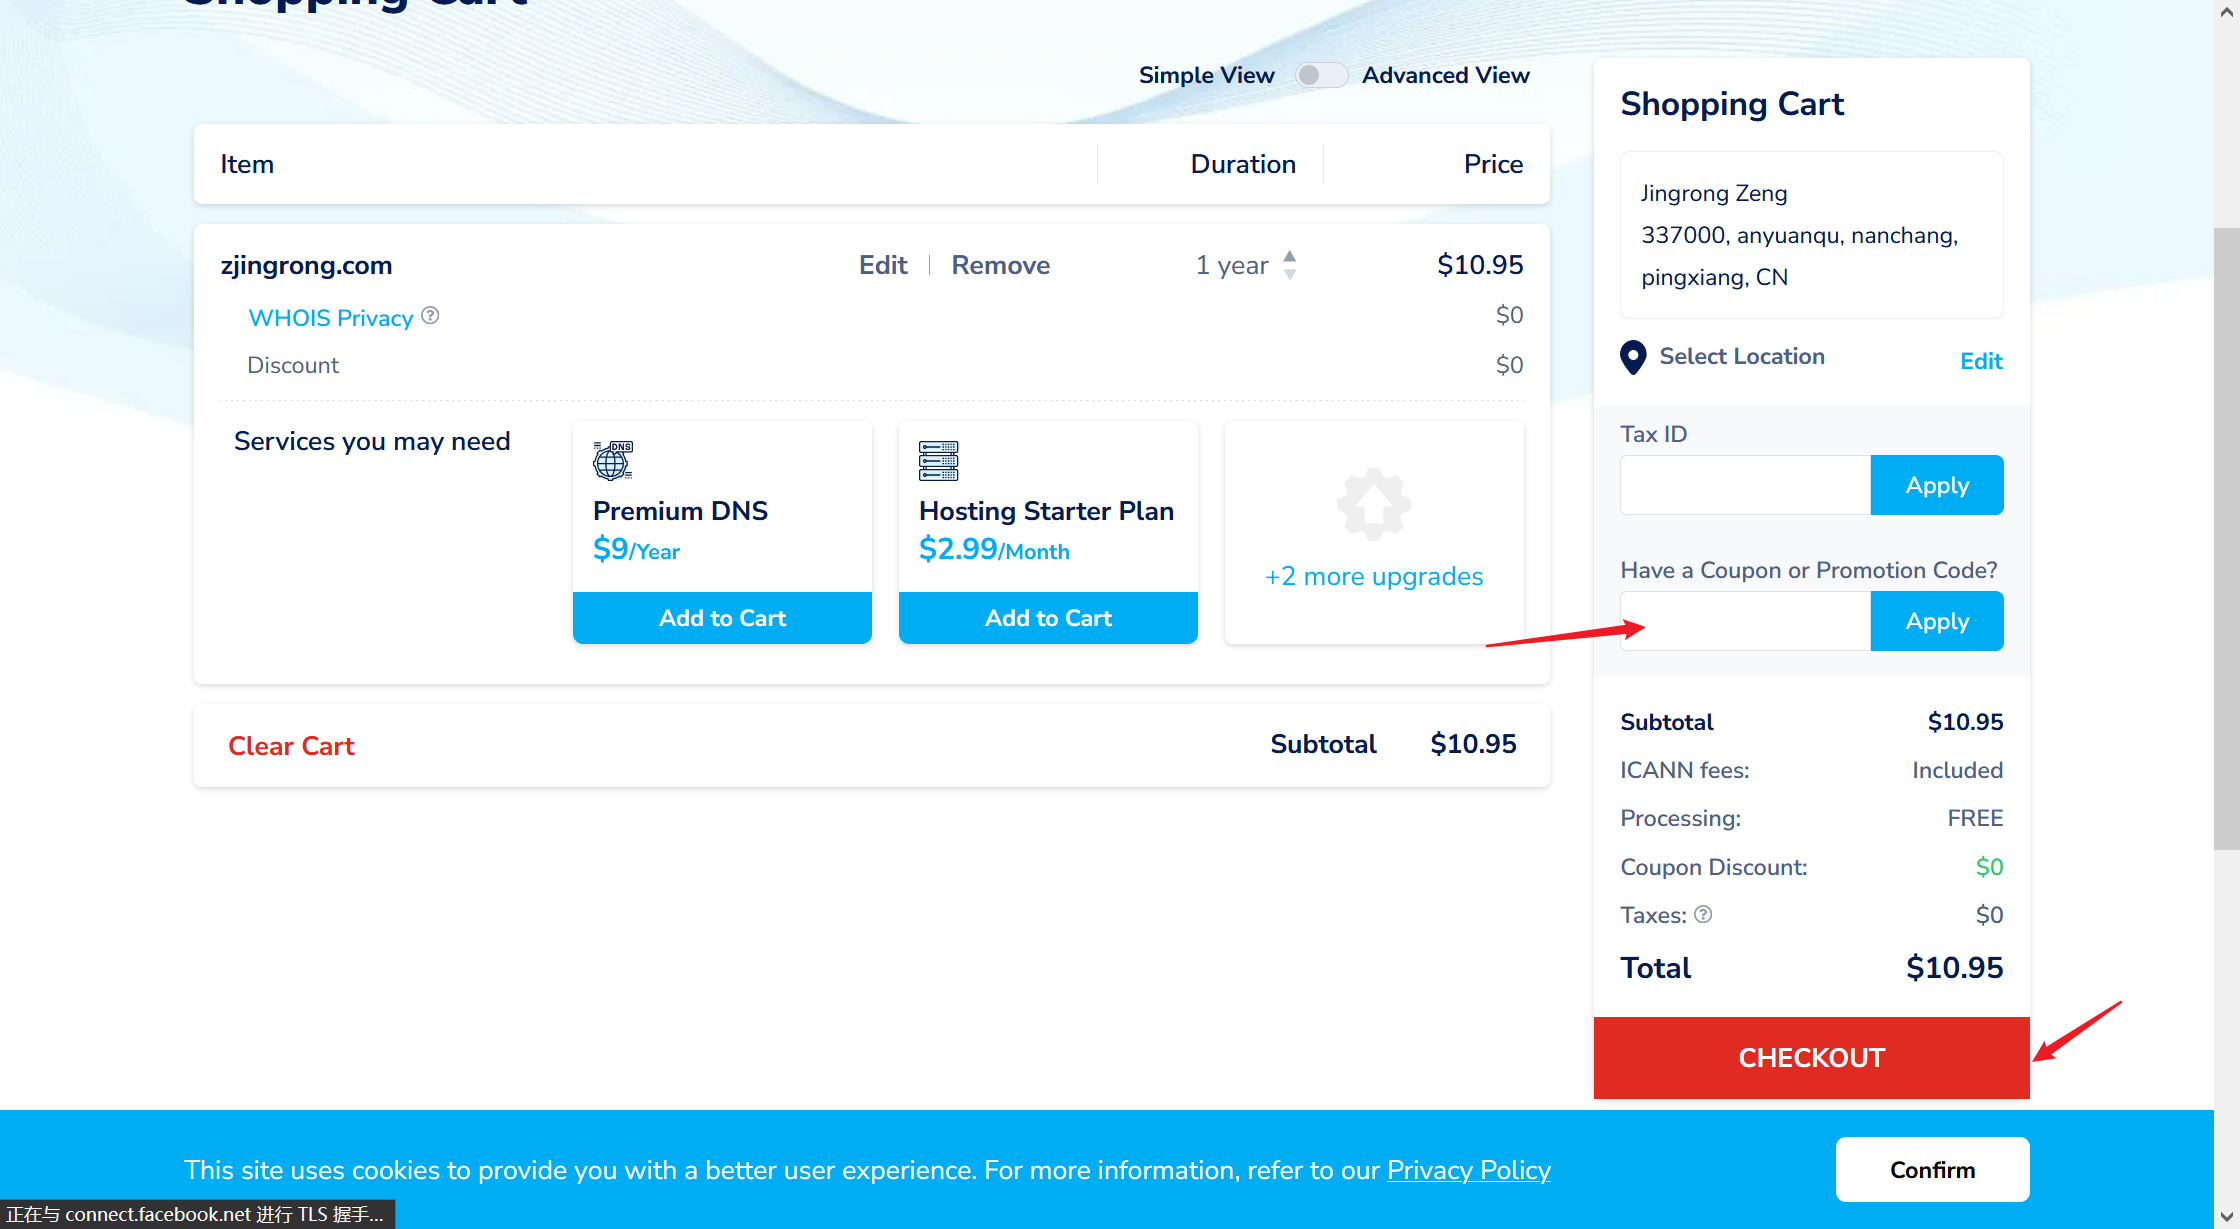 Shopping Cart
Simple View Advanced View
Item Duration Price
zjingrong.com Edit | Remove 1 year $10.95
WHOIS Privacy ? $0
Discount $0
Services you may need
DNS
Premium DNS
$9/Year
Add to Cart
Hosting Starter Plan
$2.99/Month
Add to Cart
+2 more upgrades
Clear Cart Subtotal $10.95
Shopping Cart
Jingrong Zeng
337000, anyuanqu, nanchang,
pingxiang, CN
Select Location Edit
Tax ID
Apply
Have a Coupon or Promotion Code?
Apply
Subtotal $10.95
ICANN fees: Included
Processing: FREE
Coupon Discount: $0
Taxes: ? $0
Total $10.95
CHECKOUT
This site uses cookies to provide you with a better user experience. For more information, refer to our Privacy Policy
Confirm
正在与 connect.facebook.net 进行 TLS 握手...